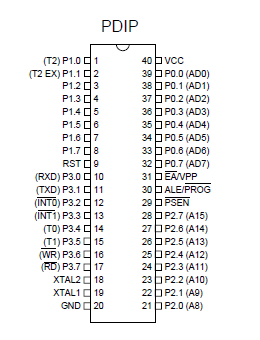 PDIP
(T2) P1.0 1 40 VCC
(T2 EX) P1.1 2 39 P0.0 (AD0)
P1.2 3 38 P0.1 (AD1)
P1.3 4 37 P0.2 (AD2)
P1.4 5 36 P0.3 (AD3)
P1.5 6 35 P0.4 (AD4)
P1.6 7 34 P0.5 (AD5)
P1.7 8 33 P0.6 (AD6)
RST 9 32 P0.7 (AD7)
(RXD) P3.0 10 31 E̅A̅/VPP
(TXD) P3.1 11 30 ALE/P̅R̅O̅G̅
(I̅N̅T̅0̅) P3.2 12 29 P̅S̅E̅N̅
(I̅N̅T̅1̅) P3.3 13 28 P2.7 (A15)
(T0) P3.4 14 27 P2.6 (A14)
(T1) P3.5 15 26 P2.5 (A13)
(W̅R̅) P3.6 16 25 P2.4 (A12)
(R̅D̅) P3.7 17 24 P2.3 (A11)
XTAL2 18 23 P2.2 (A10)
XTAL1 19 22 P2.1 (A9)
GND 20 21 P2.0 (A8)